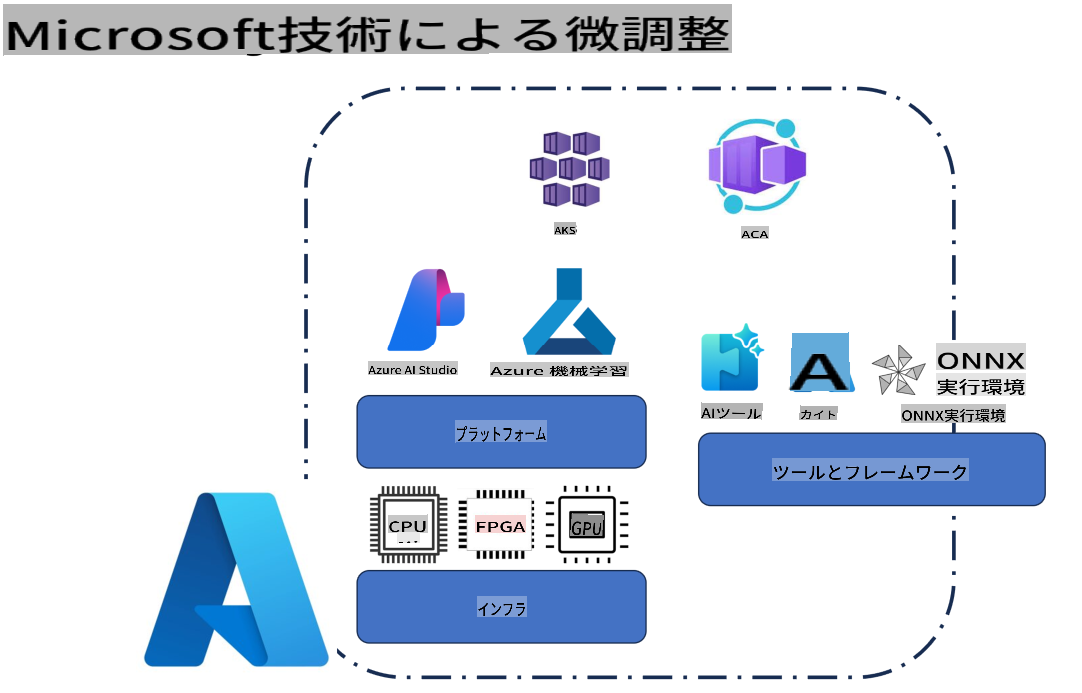 Microsoft技術による微調整
AKS
ACA
Azure AI Studio
Azure 機械学習
プラットフォーム
AIツール
カイト
ONNX
実行環境
ONNX実行環境
ツールとフレームワーク
CPU
FPGA
GPU
インフラ